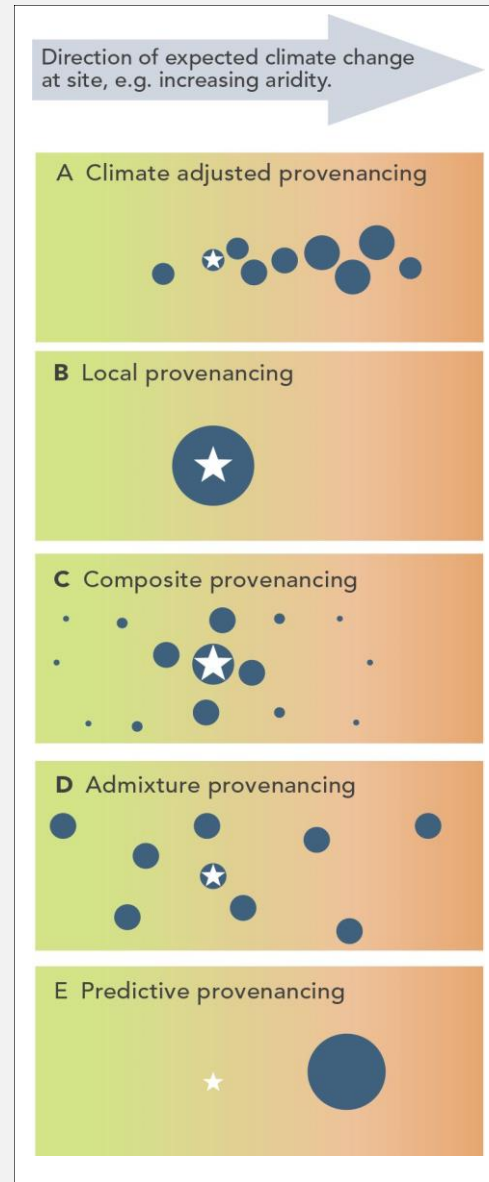 Direction of expected climate change
at site, e.g. increasing aridity.
A Climate adjusted provenancing
B Local provenancing
C Composite provenancing
D Admixture provenancing
E Predictive provenancing